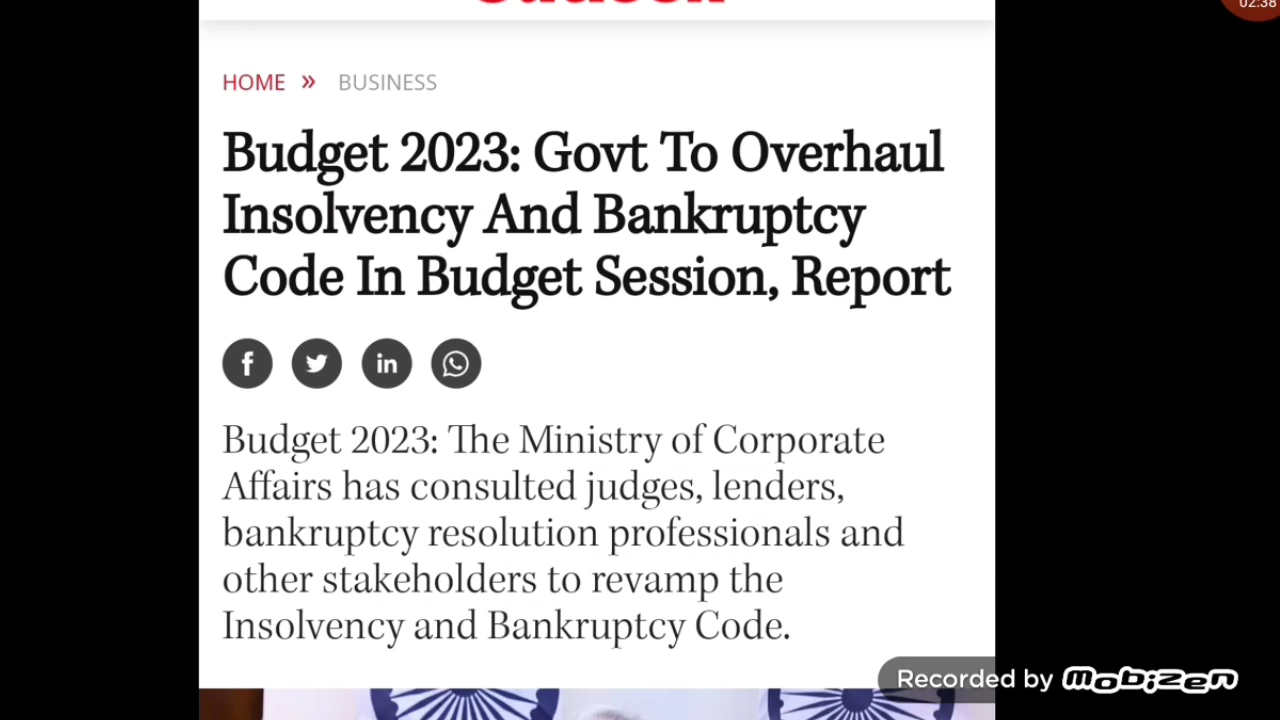 02:38
HOME » BUSINESS
Budget 2023: Govt To Overhaul
Insolvency And Bankruptcy
Code In Budget Session, Report
Budget 2023: The Ministry of Corporate
Affairs has consulted judges, lenders,
bankruptcy resolution professionals and
other stakeholders to revamp the
Insolvency and Bankruptcy Code.
Recorded by mobizen